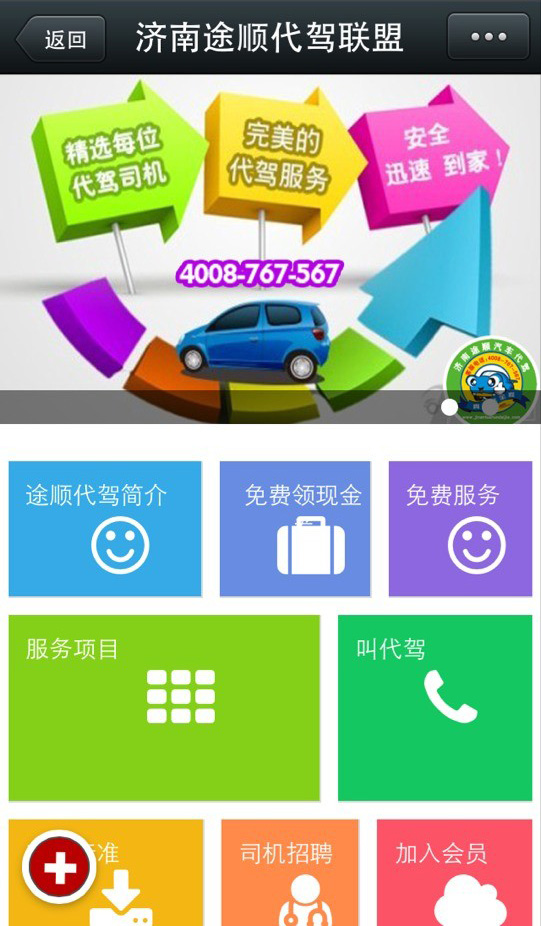 返回
济南途顺代驾联盟
精选每位
代驾司机
完美的
代驾服务
安全
迅速 到家！
4008-767-567
济南途顺汽车代驾
途顺代驾简介
免费领现金
免费服务
服务项目
叫代驾
准
司机招聘
加入会员